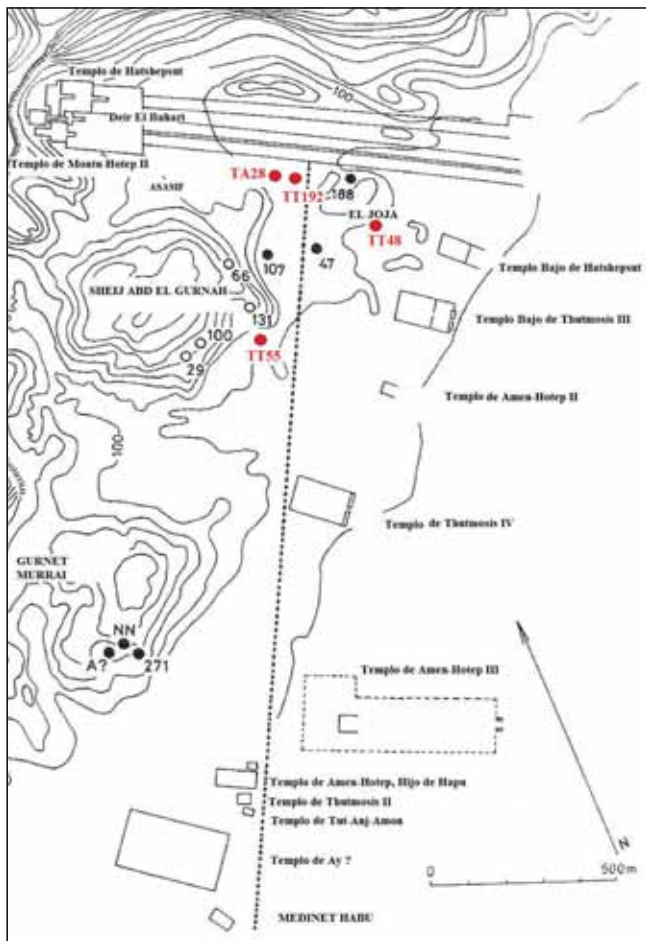 Templo de Hatshepsut
100
Deir El Bahari
Templo de Montu Hotep II
ASASIF
TA28
TT192
188
EL JOJA
TT48
66
107
47
SHEIJ ABD EL GURNAH
Templo Bajo de Hatshepsut
131
Templo Bajo de Thutmosis III
100
TT55
29
Templo de Amen-Hotep II
100
Templo de Thutmosis IV
GURNET
MURRAI
NN
A?
271
Templo de Amen-Hotep III
Templo de Amen-Hotep, Hijo de Hapu
Templo de Thutmosis II
Templo de Tut-Anj-Amon
Templo de Ay ?
N
0
500m
MEDINET HABU